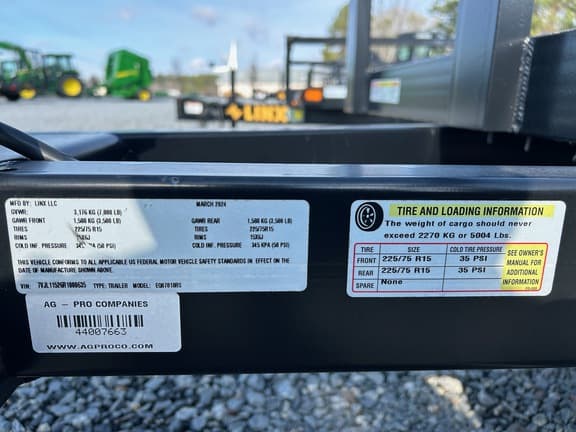 LINX
MFD BY: LINX LLC MARCH 2024
GVWR: 3,176 KG (7,000 LB)
GAWR FRONT 1,588 KG (3,500 LB) GAWR REAR 1,588 KG (3,500 LB)
TIRES 225/75 R15 TIRES 225/75R15
RIMS 15X6J RIMS 15X6J
COLD INF. PRESSURE 345 KPA (50 PSI) COLD INF. PRESSURE 345 KPA (50 PSI)
THIS VEHICLE CONFORMS TO ALL APPLICABLE US FEDERAL MOTOR VEHICLE SAFETY STANDARDS IN EFFECT ON THE
DATE OF MANUFACTURE SHOWN ABOVE.
VIN: TYPE: TRAILER MODEL:
AG - PRO COMPANIES
44007663
WWW.AGPROCO.COM
TIRE AND LOADING INFORMATION
The weight of cargo should never
exceed 2270 KG or 5004 Lbs.
TIRE SIZE COLD TIRE PRESSURE
FRONT 225/75 R15 35 PSI
REAR 225/75 R15 35 PSI
SPARE None
SEE OWNER'S
MANUAL FOR
ADDITIONAL
INFORMATION